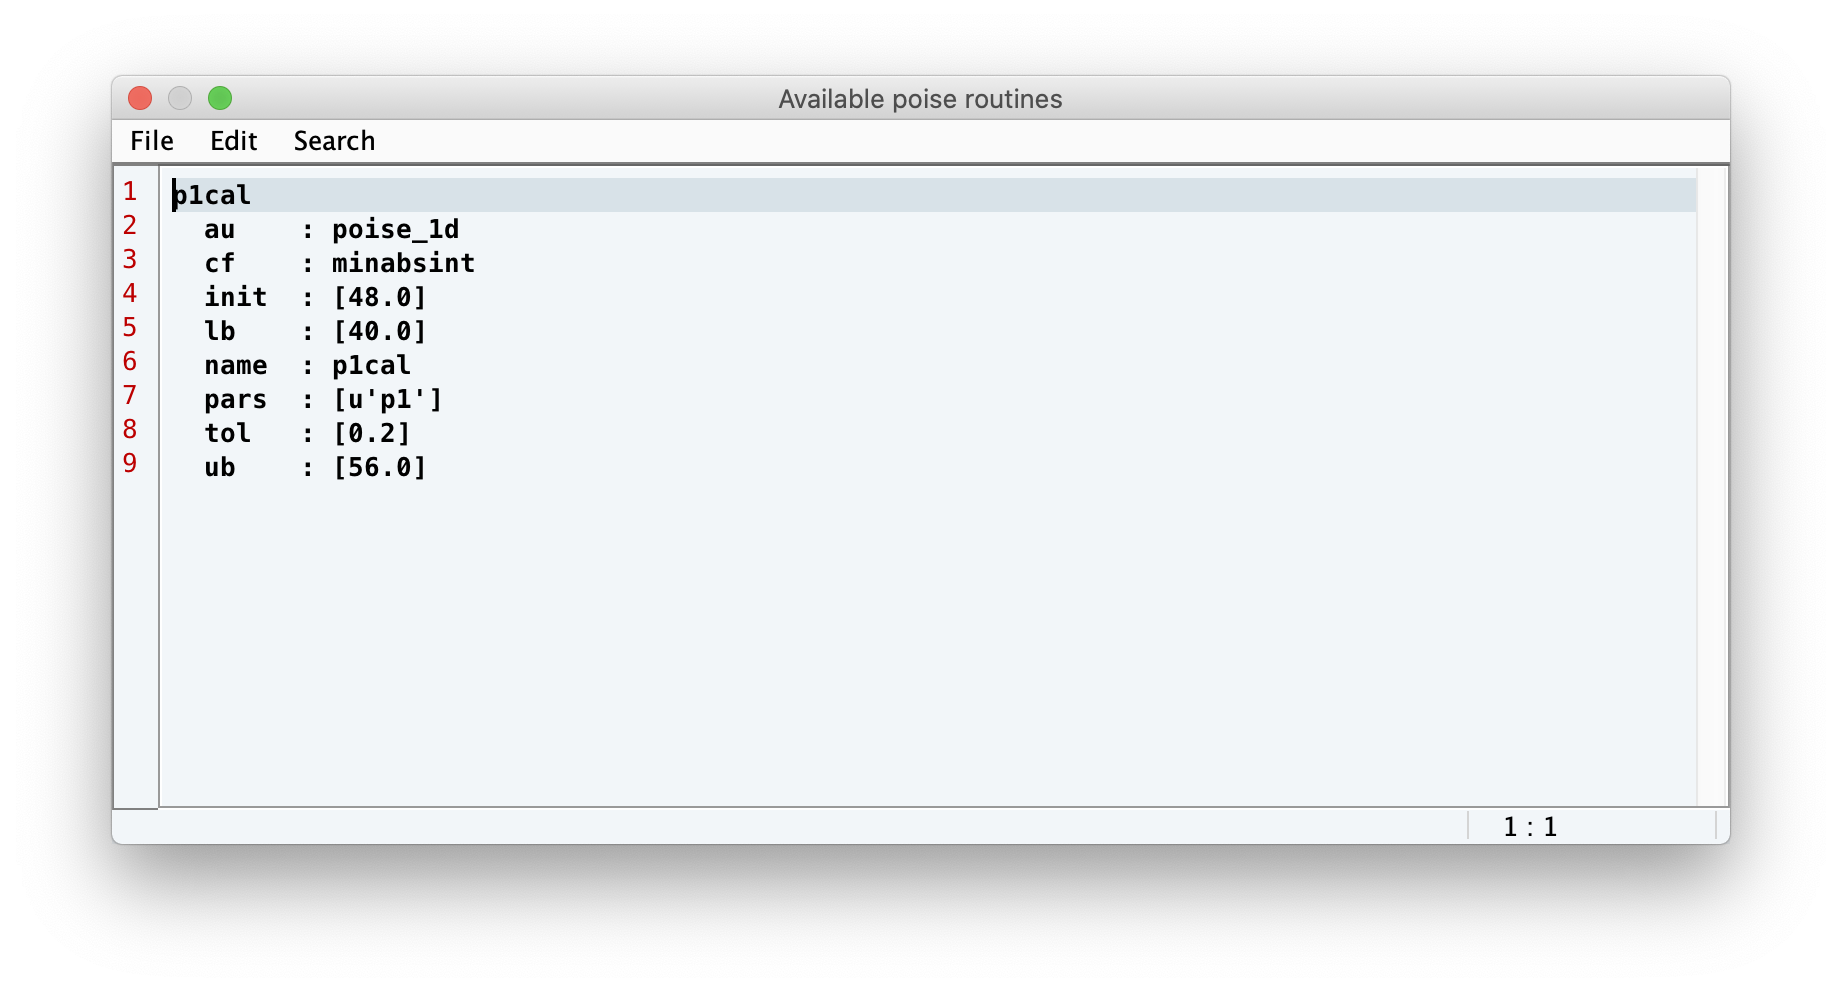 Available poise routines
File Edit Search
1 p1cal
2 au : poise_1d
3 cf : minabsint
4 init : [48.0]
5 lb : [40.0]
6 name : p1cal
7 pars : [u'p1']
8 tol : [0.2]
9 ub : [56.0]
1 : 1